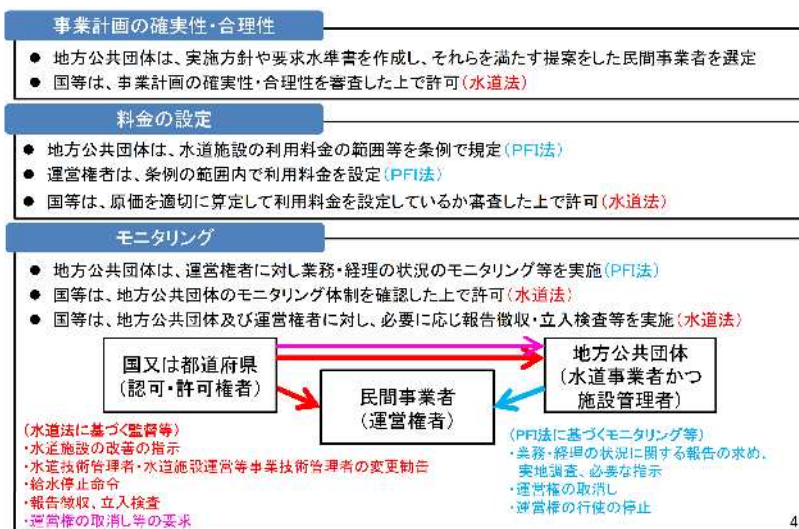 事業計画の確実性・合理性
● 地方公共団体は、実施方針や要求水準書を作成し、それらを満たす提案をした民間事業者を選定
● 国等は、事業計画の確実性・合理性を審査した上で許可(水道法)
料金の設定
● 地方公共団体は、水道施設の利用料金の範囲等を条例で規定(PFI法)
● 運営権者は、条例の範囲内で利用料金を設定(PFI法)
● 国等は、原価を適切に算定して利用料金を設定しているか審査した上で許可(水道法)
モニタリング
● 地方公共団体は、運営権者に対し業務・経理の状況のモニタリング等を実施(PFI法)
● 国等は、地方公共団体のモニタリング体制を確認した上で許可(水道法)
● 国等は、地方公共団体及び運営権者に対し、必要に応じ報告徴収・立入検査等を実施(水道法)
国又は都道府県
(認可・許可権者)
民間事業者
(運営権者)
地方公共団体
(水道事業者かつ
施設管理者)
(水道法に基づく監督等)
・水道施設の改善の指示
・水道技術管理者・水道施設運営等事業技術管理者の変更勧告
・給水停止命令
・報告徴収、立入検査
・運営権の取消し等の要求
(PFI法に基づくモニタリング等)
・業務・経理の状況に関する報告の求め、
実地調査、必要な指示
・運営権の取消し
・運営権の行使の停止
4